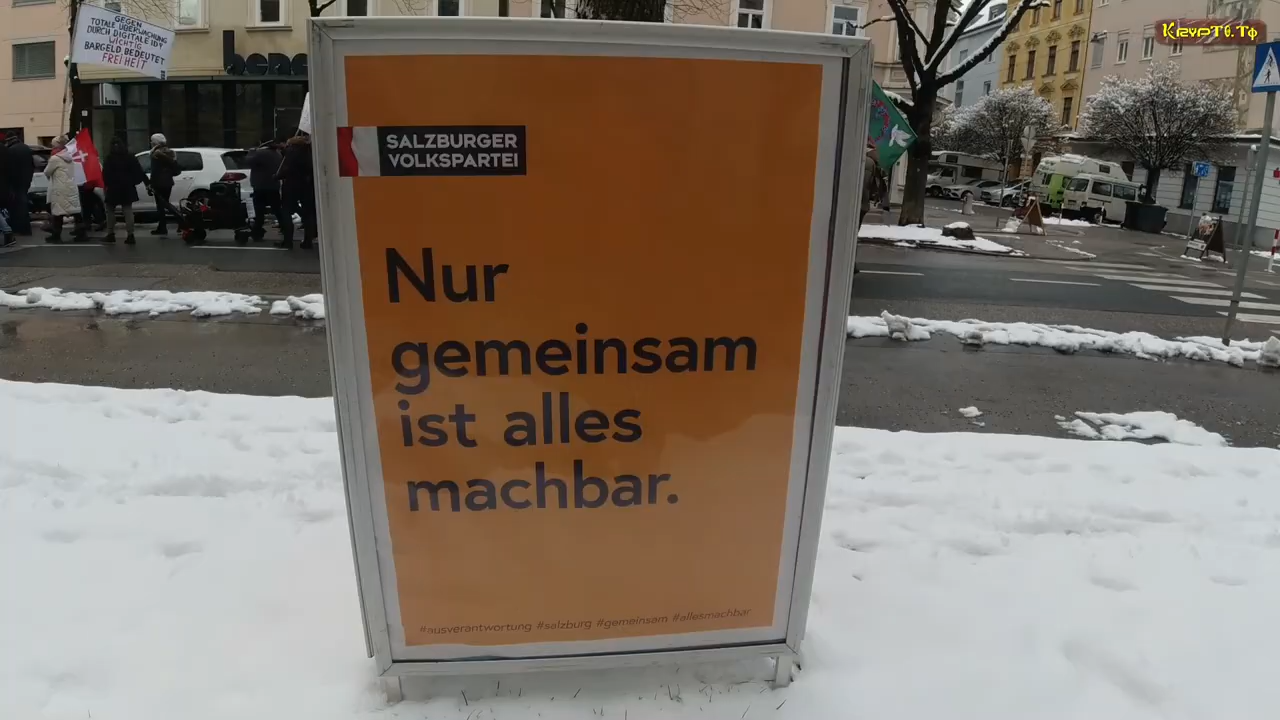 GEGEN
TOTALE ÜBERWACHUNG
DURCH DIGITALE ID!
BARGELD BEDEUTET
FREIHEIT
SALZBURGER
VOLKSPARTEI
Nur
gemeinsam
ist alles
machbar.
#ausverantwortung #salzburg #gemeinsam #allesmachbar